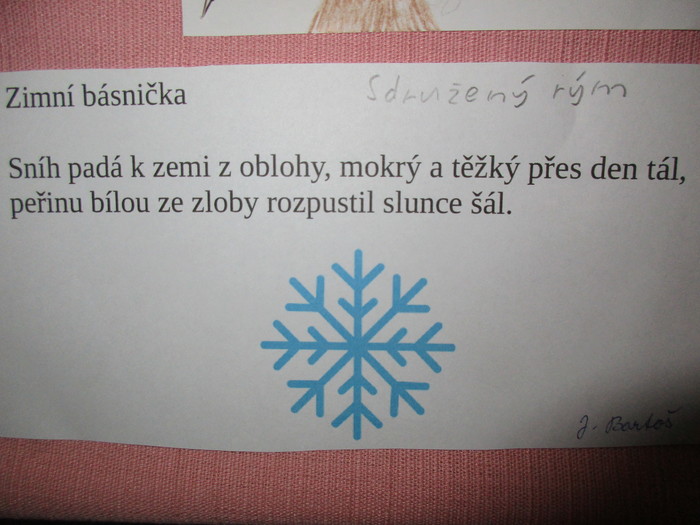 Zimní básnička Sdružený rým
Sníh padá k zemi z oblohy, mokrý a těžký přes den tál,
peřinu bílou ze zloby rozpustil slunce šál.
J. Bartoš